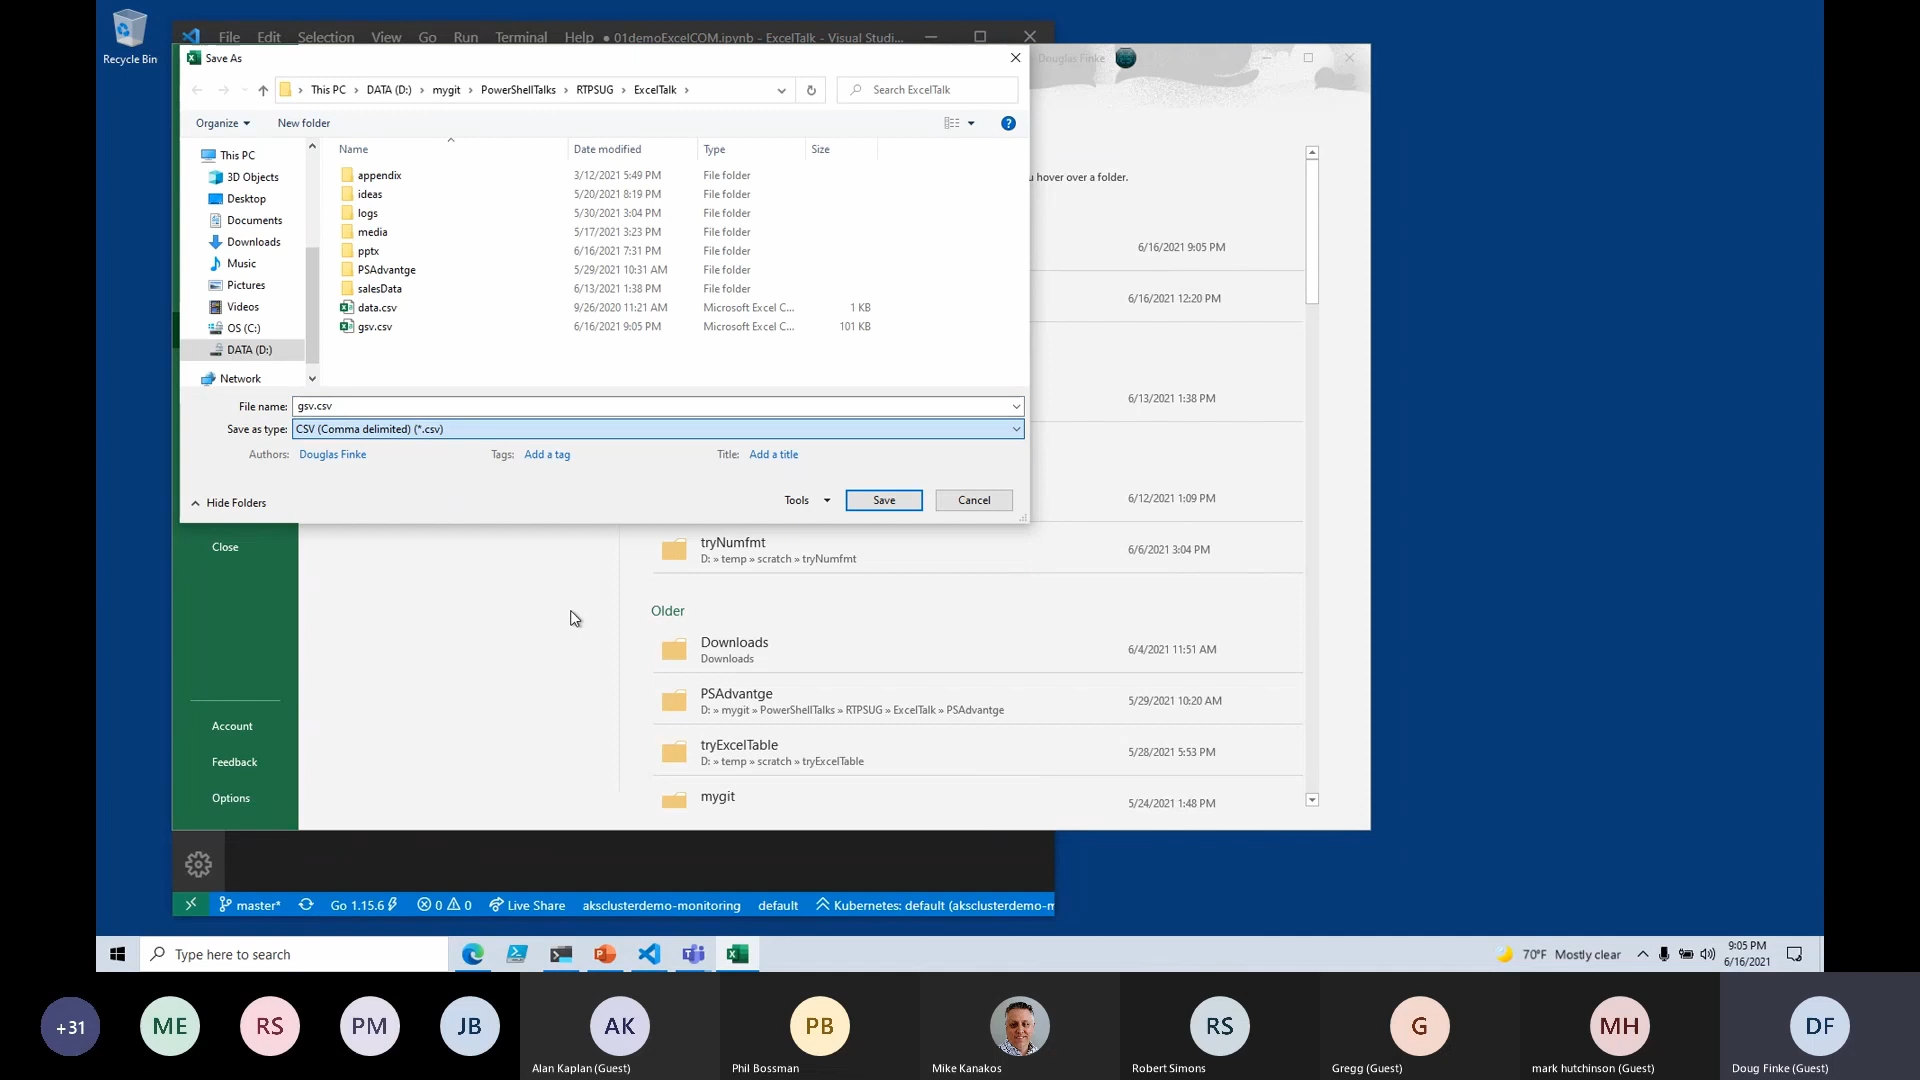 Recycle Bin
File Edit Selection View Go Run Terminal Help ● 01demoExcelCOM.ipynb - ExcelTalk - Visual Studi...
Save As
Douglas Finke
This PC › DATA (D:) › mygit › PowerShellTalks › RTPSUG › ExcelTalk ›
Search ExcelTalk
Organize
New folder
Name Date modified Type Size
This PC
3D Objects
Desktop
Documents
Downloads
Music
Pictures
Videos
OS (C:)
DATA (D:)
Network
appendix 3/12/2021 5:49 PM File folder
ideas 5/20/2021 8:19 PM File folder
logs 5/30/2021 3:04 PM File folder
media 5/17/2021 3:23 PM File folder
pptx 6/16/2021 7:31 PM File folder
PSAdvantge 5/29/2021 10:31 AM File folder
salesData 6/13/2021 1:38 PM File folder
data.csv 9/26/2020 11:21 AM Microsoft Excel C... 1 KB
gsv.csv 6/16/2021 9:05 PM Microsoft Excel C... 101 KB
u hover over a folder.
6/16/2021 9:05 PM
6/16/2021 12:20 PM
6/13/2021 1:38 PM
6/12/2021 1:09 PM
File name: gsv.csv
Save as type: CSV (Comma delimited) (*.csv)
Authors: Douglas Finke Tags: Add a tag Title: Add a title
Hide Folders
Tools Save Cancel
Close
Account
Feedback
Options
tryNumfmt 6/6/2021 3:04 PM
D: » temp » scratch » tryNumfmt
Older
Downloads 6/4/2021 11:51 AM
Downloads
PSAdvantge 5/29/2021 10:20 AM
D: » mygit » PowerShellTalks » RTPSUG » ExcelTalk » PSAdvantge
tryExcelTable 5/28/2021 5:53 PM
D: » temp » scratch » tryExcelTable
mygit 5/24/2021 1:48 PM
master* Go 1.15.6 0 0 Live Share aksclusterdemo-monitoring default Kubernetes: default (aksclusterdemo-m
Type here to search
70°F Mostly clear
9:05 PM
6/16/2021
+31 ME RS PM JB AK PB RS G MH DF
Alan Kaplan (Guest) Phil Bossman Mike Kanakos Robert Simons Gregg (Guest) mark hutchinson (Guest) Doug Finke (Guest)